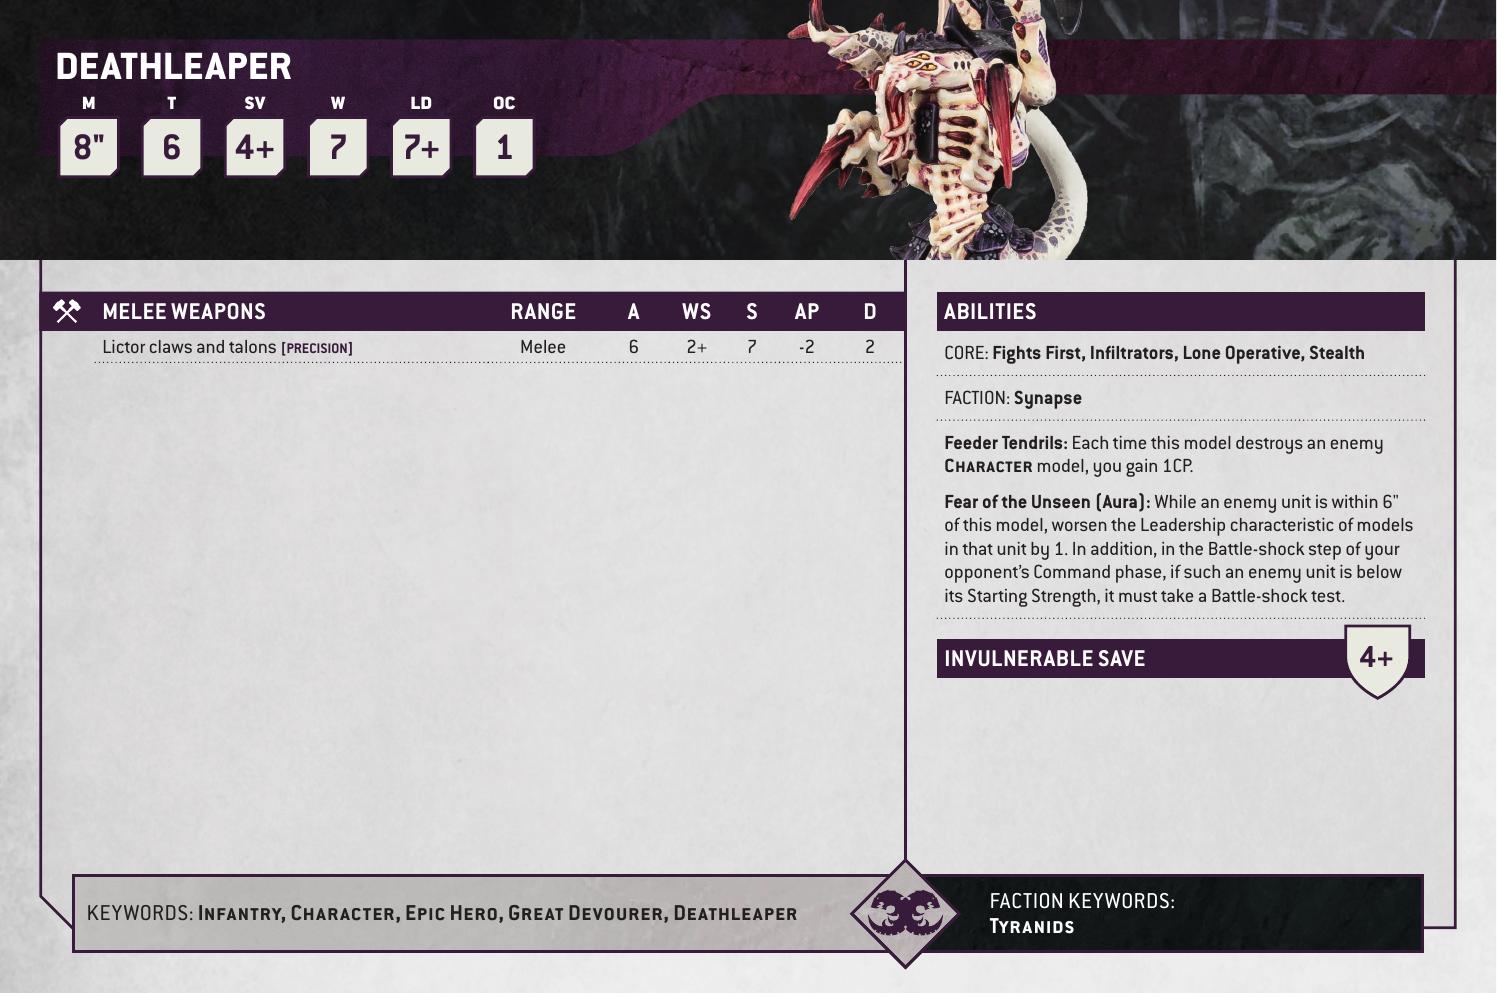 DEATHLEAPER
M T SV W LD OC
8" 6 4+ 7 7+ 1
MELEE WEAPONS RANGE A WS S AP D
Lictor claws and talons [PRECISION] Melee 6 2+ 7 -2 2
ABILITIES
CORE: Fights First, Infiltrators, Lone Operative, Stealth
FACTION: Synapse
Feeder Tendrils: Each time this model destroys an enemy
CHARACTER model, you gain 1CP.
Fear of the Unseen (Aura): While an enemy unit is within 6"
of this model, worsen the Leadership characteristic of models
in that unit by 1. In addition, in the Battle-shock step of your
opponent's Command phase, if such an enemy unit is below
its Starting Strength, it must take a Battle-shock test.
INVULNERABLE SAVE 4+
KEYWORDS: INFANTRY, CHARACTER, EPIC HERO, GREAT DEVOURER, DEATHLEAPER
FACTION KEYWORDS:
TYRANIDS